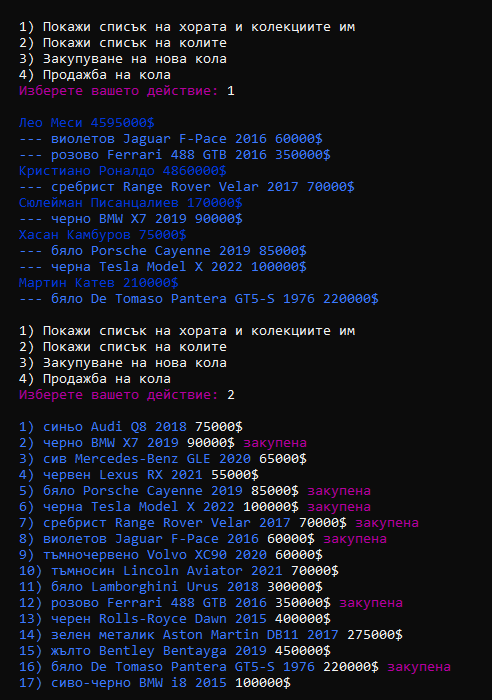 1) Покажи списък на хората и колекциите им
2) Покажи списък на колите
3) Закупуване на нова кола
4) Продажба на кола
Изберете вашето действие: 1
Лео Меси 4595000$
--- виолетов Jaguar F-Pace 2016 60000$
--- розово Ferrari 488 GTB 2016 350000$
Кристиано Роналдо 4860000$
--- сребрист Range Rover Velar 2017 70000$
Сюлейман Писанцалиев 170000$
--- черно BMW X7 2019 90000$
Хасан Камбуров 75000$
--- бяло Porsche Cayenne 2019 85000$
--- черна Tesla Model X 2022 100000$
Мартин Катев 210000$
--- бяло De Tomaso Pantera GT5-S 1976 220000$
1) Покажи списък на хората и колекциите им
2) Покажи списък на колите
3) Закупуване на нова кола
4) Продажба на кола
Изберете вашето действие: 2
1) синьо Audi Q8 2018 75000$
2) черно BMW X7 2019 90000$ закупена
3) сив Mercedes-Benz GLE 2020 65000$
4) червен Lexus RX 2021 55000$
5) бяло Porsche Cayenne 2019 85000$ закупена
6) черна Tesla Model X 2022 100000$ закупена
7) сребрист Range Rover Velar 2017 70000$ закупена
8) виолетов Jaguar F-Pace 2016 60000$ закупена
9) тъмночервено Volvo XC90 2020 60000$
10) тъмносин Lincoln Aviator 2021 70000$
11) бяло Lamborghini Urus 2018 300000$
12) розово Ferrari 488 GTB 2016 350000$ закупена
13) черен Rolls-Royce Dawn 2015 400000$
14) зелен металик Aston Martin DB11 2017 275000$
15) жълто Bentley Bentayga 2019 450000$
16) бяло De Tomaso Pantera GT5-S 1976 220000$ закупена
17) сиво-черно BMW i8 2015 100000$